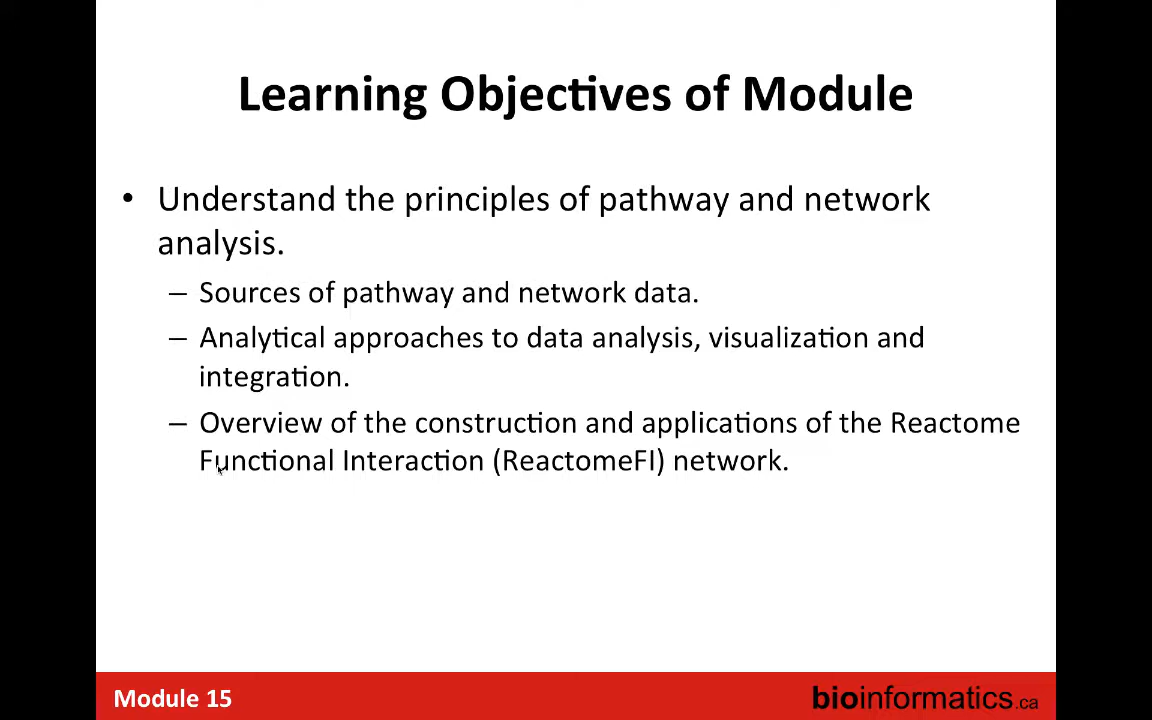 Learning Objectives of Module
• Understand the principles of pathway and network
analysis.
– Sources of pathway and network data.
– Analytical approaches to data analysis, visualization and
integration.
– Overview of the construction and applications of the Reactome
Functional Interaction (ReactomeFI) network.
Module 15
bioinformatics.ca